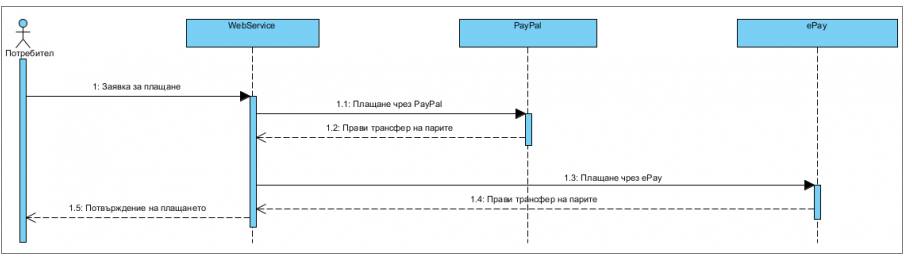 WebService
PayPal
ePay
Потребител
1: Заявка за плащане
1.1: Плащане чрез PayPal
1.2: Прави трансфер на парите
1.3: Плащане чрез ePay
1.4: Прави трансфер на парите
1.5: Потвърждение на плащането